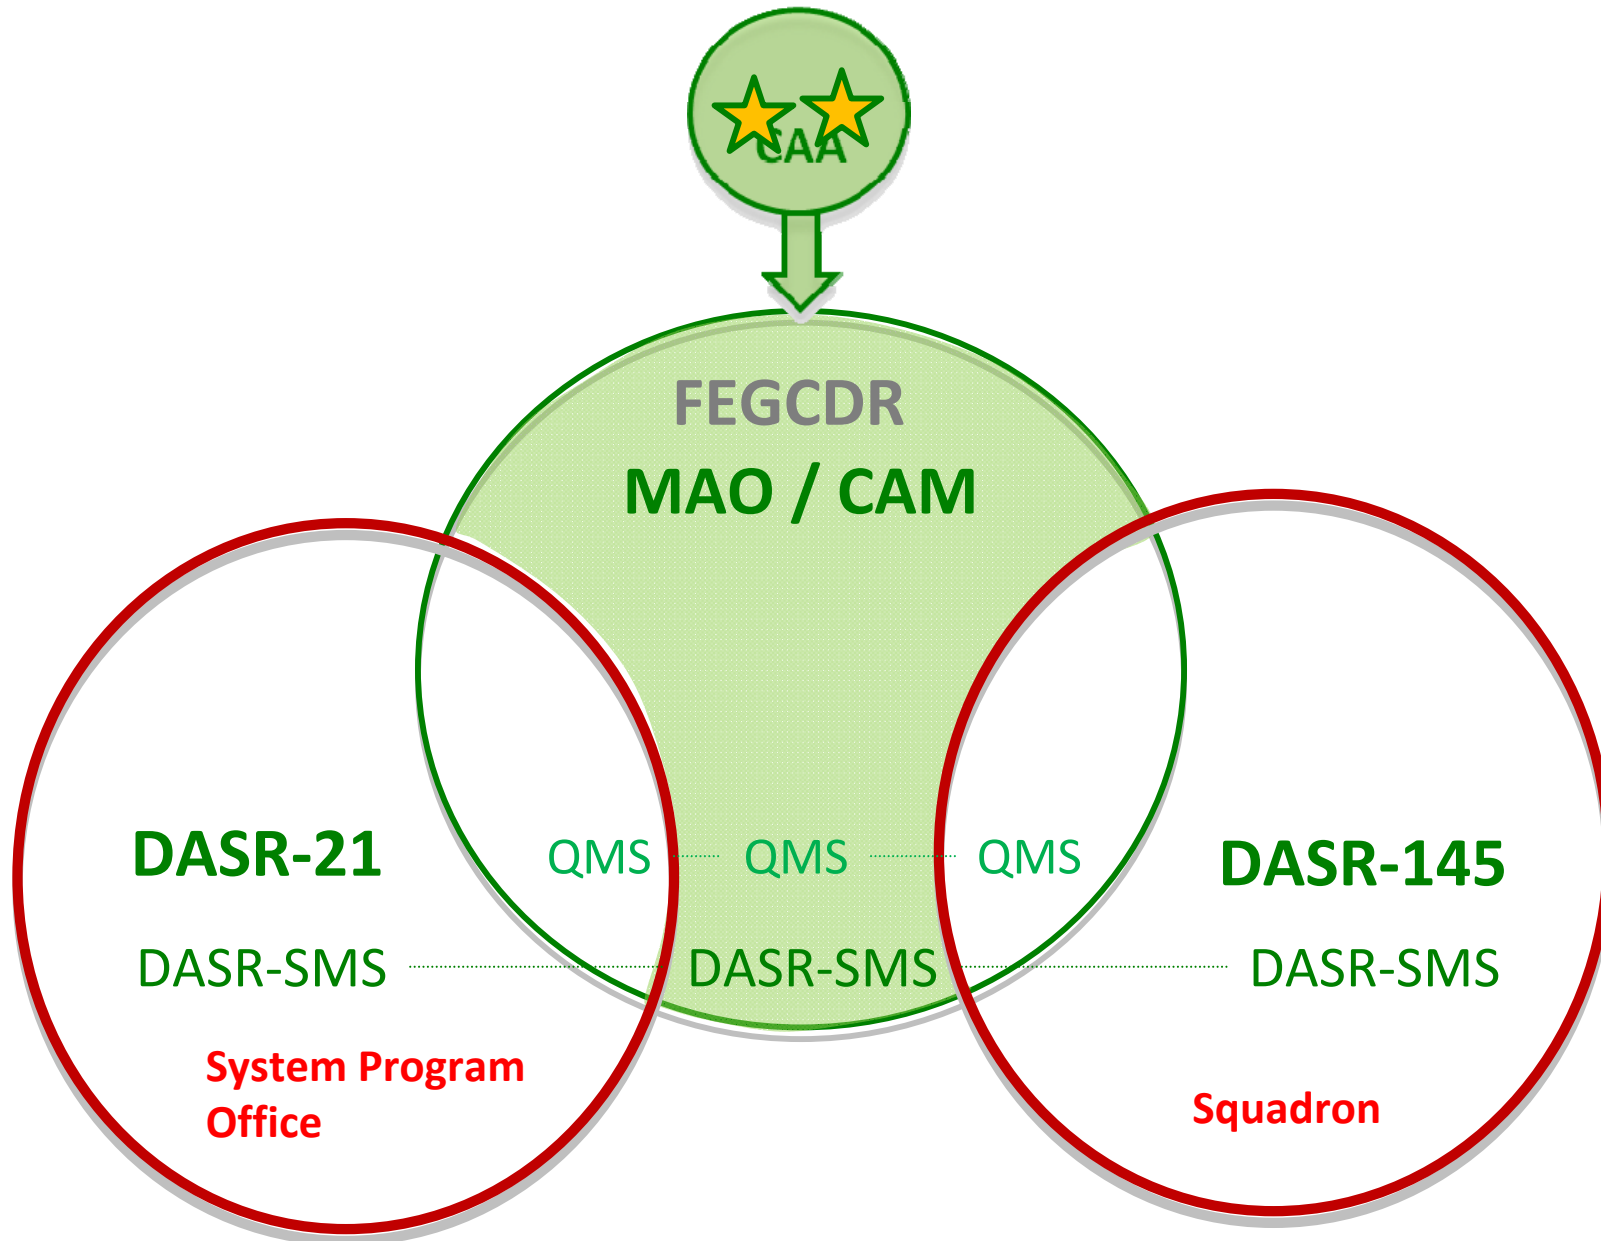 CAA
FEGCDR
MAO / CAM
DASR-21
QMS
QMS
QMS
DASR-145
DASR-SMS
DASR-SMS
DASR-SMS
System Program
Office
Squadron